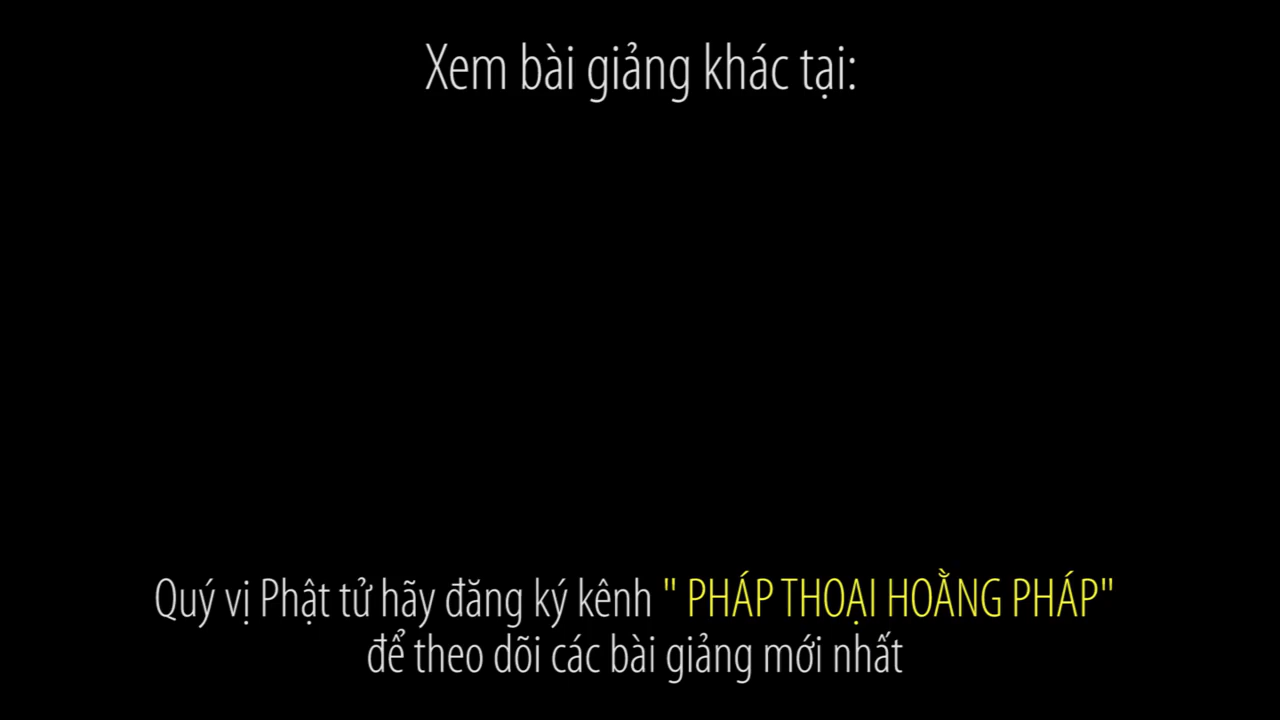 Xem bài giảng khác tại:
Quý vị Phật tử hãy đăng ký kênh " PHÁP THOẠI HOẰNG PHÁP"
để theo dõi các bài giảng mới nhất